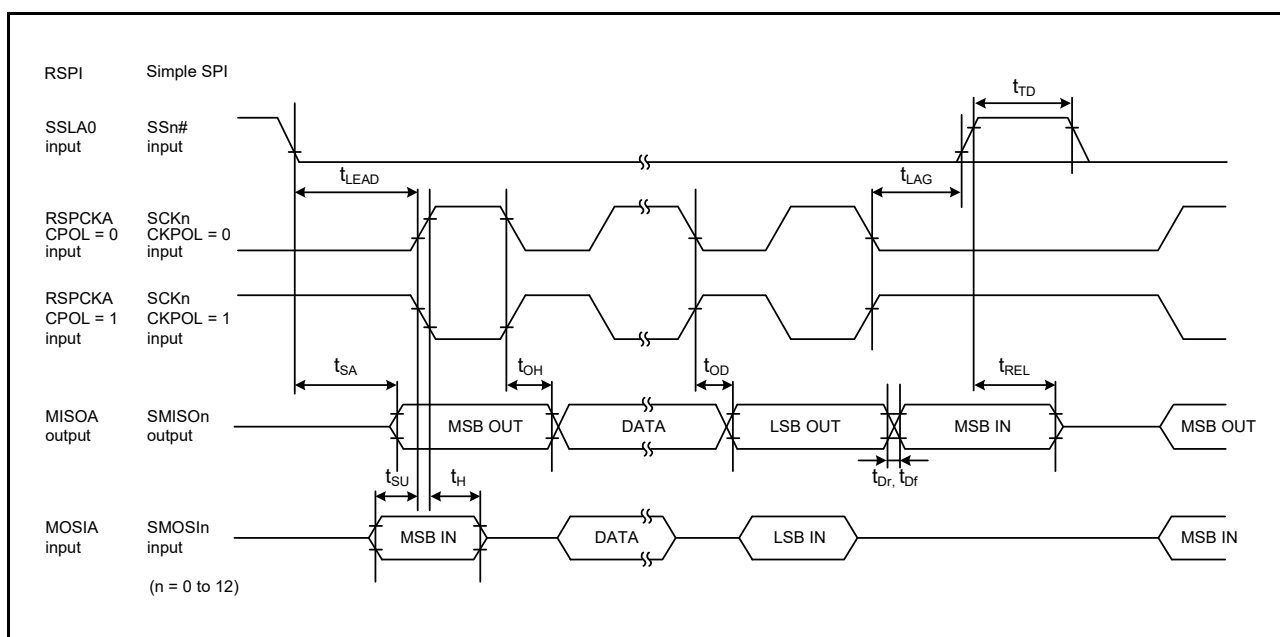 RSPI Simple SPI
tTD
SSLA0 SSn#
input input
tLEAD tLAG
RSPCKA SCKn
CPOL = 0 CKPOL = 0
input input
RSPCKA SCKn
CPOL = 1 CKPOL = 1
input input
tSA tOH tOD tREL
MISOA SMISOn
output output
MSB OUT DATA LSB OUT MSB IN MSB OUT
tSU tH tDr, tDf
MOSIA SMOSIn
input input
MSB IN DATA LSB IN MSB IN
(n = 0 to 12)